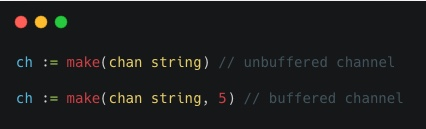 ch := make(chan string) // unbuffered channel
ch := make(chan string, 5) // buffered channel